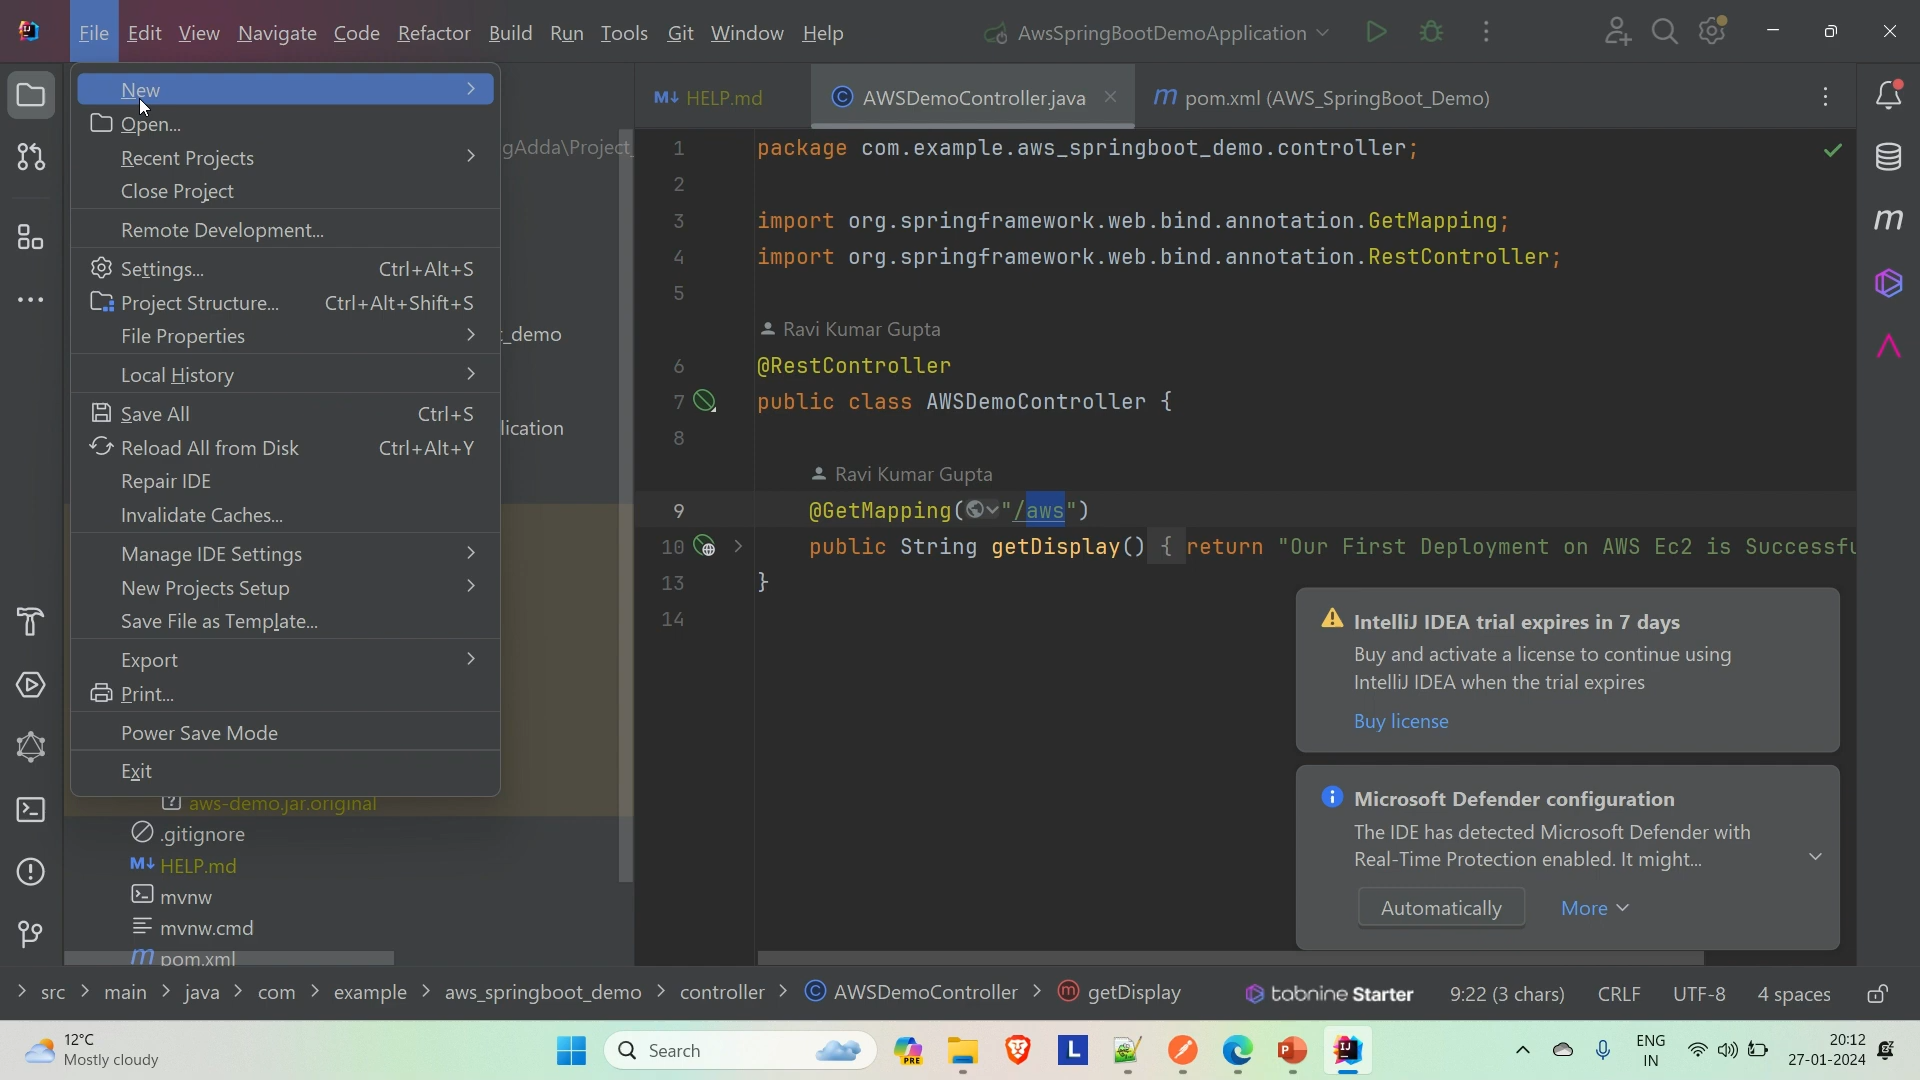 File Edit View Navigate Code Refactor Build Run Tools Git Window Help
AwsSpringBootDemoApplication
New
Open...
Recent Projects
Close Project
Remote Development...
Settings... Ctrl+Alt+S
Project Structure... Ctrl+Alt+Shift+S
File Properties
Local History
Save All Ctrl+S
Reload All from Disk Ctrl+Alt+Y
Repair IDE
Invalidate Caches...
Manage IDE Settings
New Projects Setup
Save File as Template...
Export
Print...
Power Save Mode
Exit
gAdda\Project_
_demo
lication
aws-demo.jar.original
.gitignore
M↓ HELP.md
mvnw
mvnw.cmd
m pom.xml
M↓ HELP.md
C AWSDemoController.java
m pom.xml (AWS_SpringBoot_Demo)
1 package com.example.aws_springboot_demo.controller;
2
3 import org.springframework.web.bind.annotation.GetMapping;
4 import org.springframework.web.bind.annotation.RestController;
5
Ravi Kumar Gupta
6 @RestController
7 public class AWSDemoController {
8
Ravi Kumar Gupta
9 @GetMapping("/aws")
10 public String getDisplay() { return "Our First Deployment on AWS Ec2 is Successfu
13 }
14
IntelliJ IDEA trial expires in 7 days
Buy and activate a license to continue using
IntelliJ IDEA when the trial expires
Buy license
Microsoft Defender configuration
The IDE has detected Microsoft Defender with
Real-Time Protection enabled. It might...
Automatically More
> src > main > java > com > example > aws_springboot_demo > controller > C AWSDemoController > m getDisplay
tabnine Starter 9:22 (3 chars) CRLF UTF-8 4 spaces
12°C
Mostly cloudy
Search
PRE
L
P
IJ
ENG
IN
20:12
27-01-2024